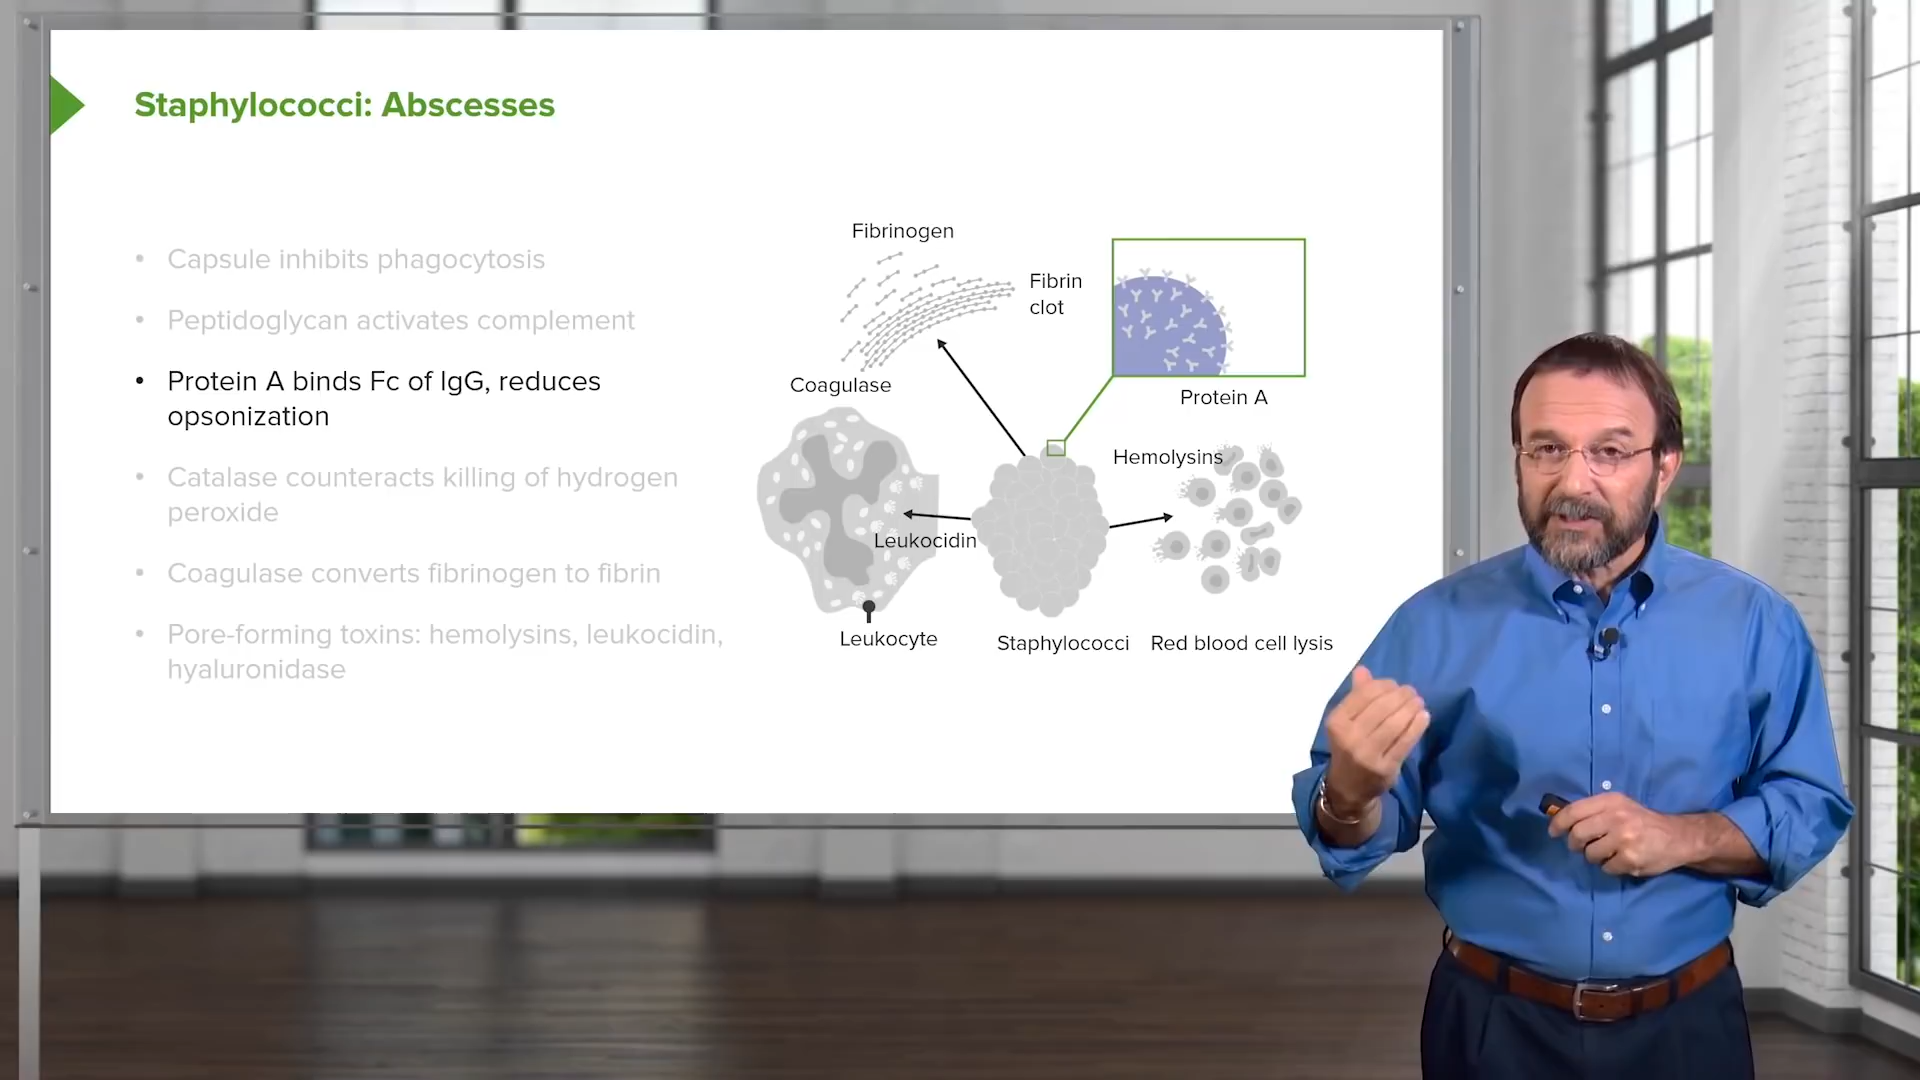 Staphylococci: Abscesses
• Capsule inhibits phagocytosis
• Peptidoglycan activates complement
• Protein A binds Fc of IgG, reduces
opsonization
• Catalase counteracts killing of hydrogen
peroxide
• Coagulase converts fibrinogen to fibrin
• Pore-forming toxins: hemolysins, leukocidin,
hyaluronidase
Fibrinogen
Fibrin
clot
Coagulase
Protein A
Hemolysins
Leukocidin
Leukocyte
Staphylococci
Red blood cell lysis